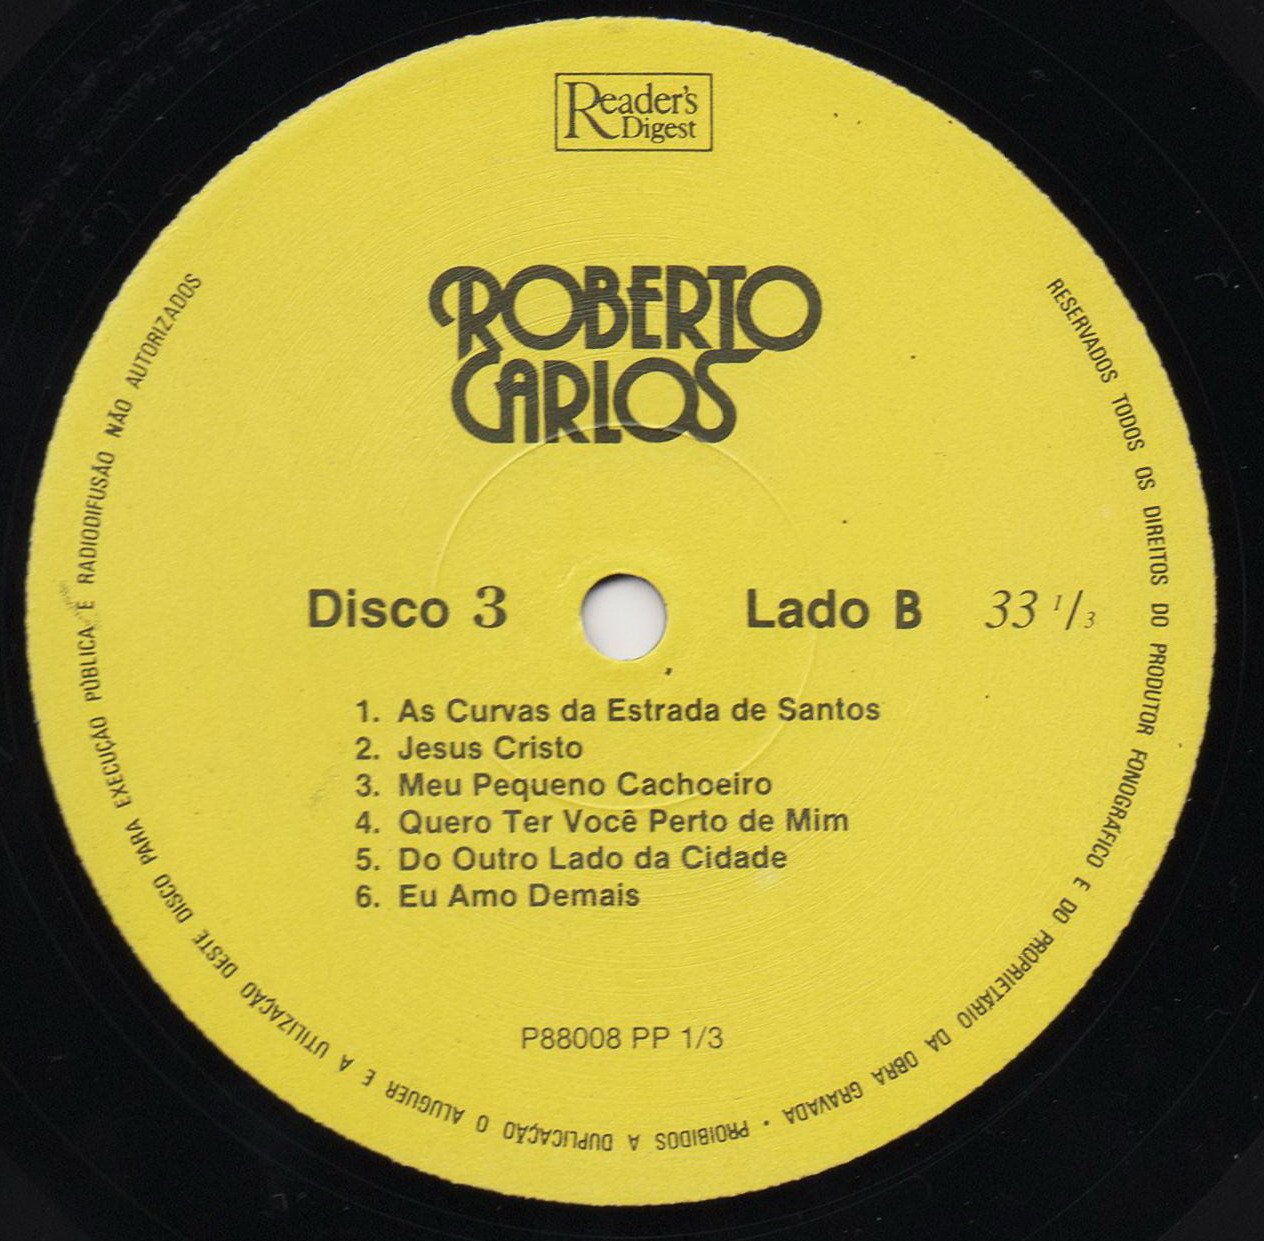 Reader's
Digest
ROBERTO
CARLOS
Disco 3 Lado B 33 1/3
1. As Curvas da Estrada de Santos
2. Jesus Cristo
3. Meu Pequeno Cachoeiro
4. Quero Ter Você Perto de Mim
5. Do Outro Lado da Cidade
6. Eu Amo Demais
P88008 PP 1/3
RESERVADOS TODOS OS DIREITOS DO PRODUTOR FONOGRÁFICO E DO PROPRIETÁRIO DA OBRA GRAVADA · PROIBIDOS A DUPLICAÇÃO O ALUGUER E A UTILIZAÇÃO DESTE DISCO PARA EXECUÇÃO PÚBLICA E RADIODIFUSÃO NÃO AUTORIZADOS